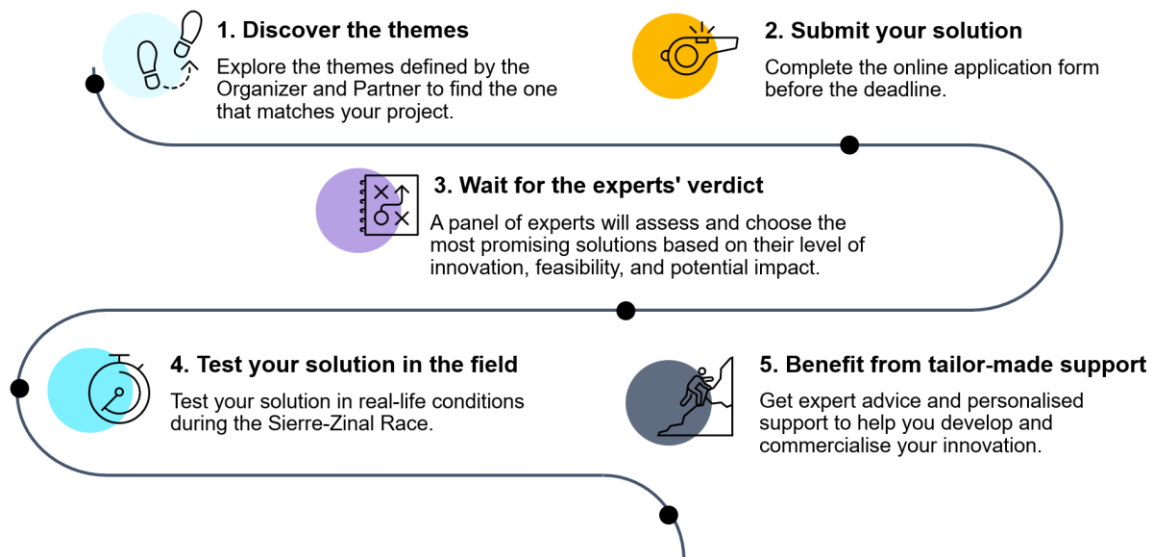 1. Discover the themes
Explore the themes defined by the
Organizer and Partner to find the one
that matches your project.
2. Submit your solution
Complete the online application form
before the deadline.
3. Wait for the experts' verdict
A panel of experts will assess and choose the
most promising solutions based on their level of
innovation, feasibility, and potential impact.
4. Test your solution in the field
Test your solution in real-life conditions
during the Sierre-Zinal Race.
5. Benefit from tailor-made support
Get expert advice and personalised
support to help you develop and
commercialise your innovation.